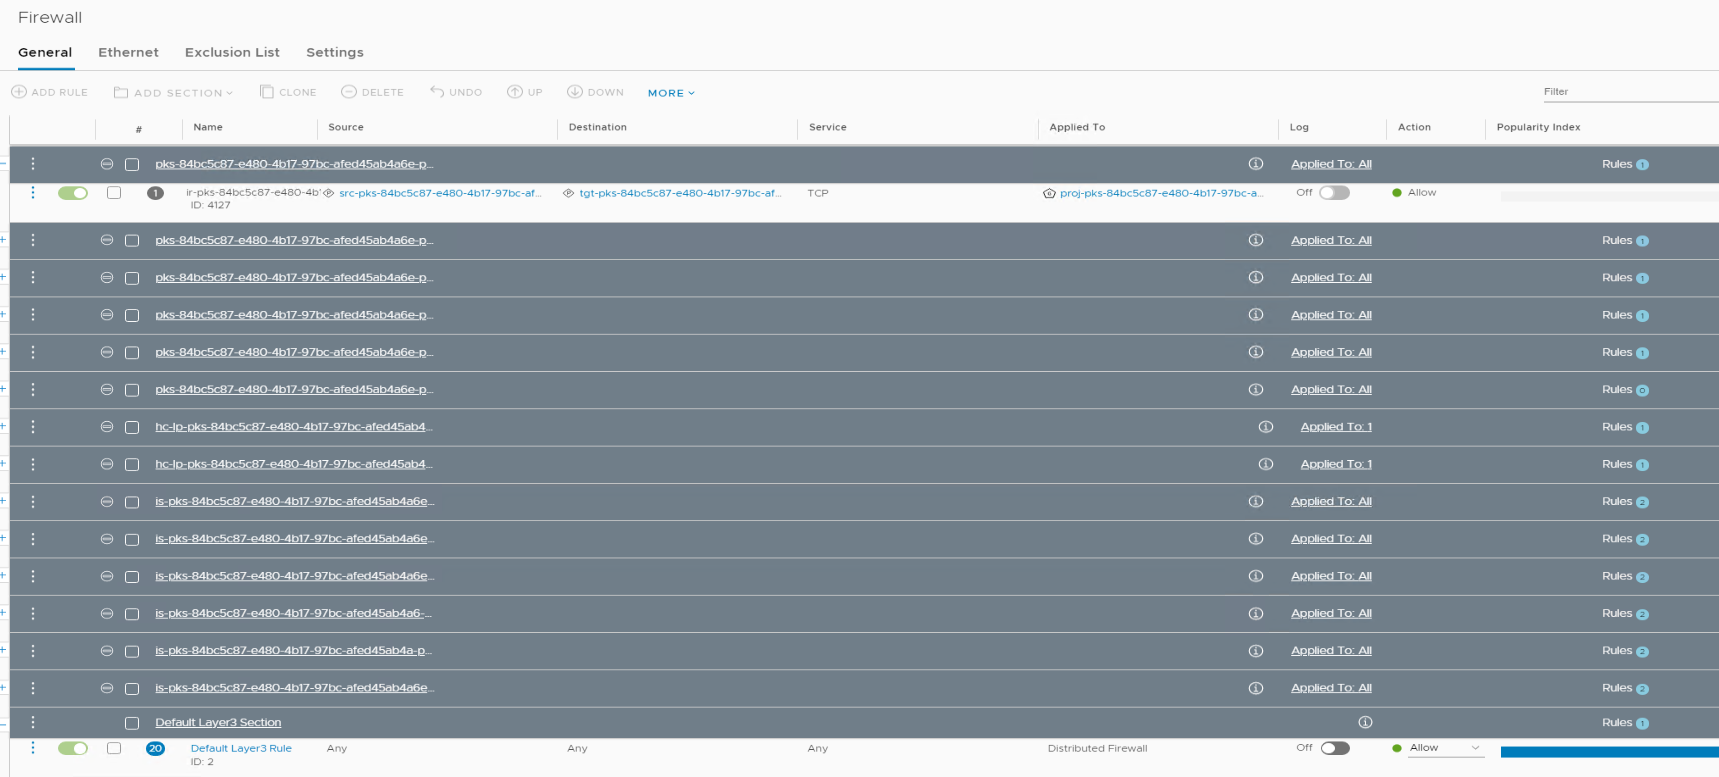 Firewall
General Ethernet Exclusion List Settings
ADD RULE ADD SECTION CLONE DELETE UNDO UP DOWN MORE Filter
# Name Source Destination Service Applied To Log Action Popularity Index
pks-84bc5c87-e480-4b17-97bc-afed45ab4a6e-p... Applied To: All Rules 1
1 ir-pks-84bc5c87-e480-4b' src-pks-84bc5c87-e480-4b17-97bc-af... tgt-pks-84bc5c87-e480-4b17-97bc-af... TCP proj-pks-84bc5c87-e480-4b17-97bc-a... Off Allow
ID: 4127
pks-84bc5c87-e480-4b17-97bc-afed45ab4a6e-p... Applied To: All Rules 1
pks-84bc5c87-e480-4b17-97bc-afed45ab4a6e-p... Applied To: All Rules 1
pks-84bc5c87-e480-4b17-97bc-afed45ab4a6e-p... Applied To: All Rules 1
pks-84bc5c87-e480-4b17-97bc-afed45ab4a6e-p... Applied To: All Rules 1
pks-84bc5c87-e480-4b17-97bc-afed45ab4a6e-p... Applied To: All Rules 0
hc-lp-pks-84bc5c87-e480-4b17-97bc-afed45ab4... Applied To: 1 Rules 1
hc-lp-pks-84bc5c87-e480-4b17-97bc-afed45ab4... Applied To: 1 Rules 1
is-pks-84bc5c87-e480-4b17-97bc-afed45ab4a6e... Applied To: All Rules 2
is-pks-84bc5c87-e480-4b17-97bc-afed45ab4a6e... Applied To: All Rules 2
is-pks-84bc5c87-e480-4b17-97bc-afed45ab4a6e... Applied To: All Rules 2
is-pks-84bc5c87-e480-4b17-97bc-afed45ab4a6-... Applied To: All Rules 2
is-pks-84bc5c87-e480-4b17-97bc-afed45ab4a-p... Applied To: All Rules 2
is-pks-84bc5c87-e480-4b17-97bc-afed45ab4a6e... Applied To: All Rules 2
Default Layer3 Section Rules 1
20 Default Layer3 Rule Any Any Any Distributed Firewall Off Allow
ID: 2